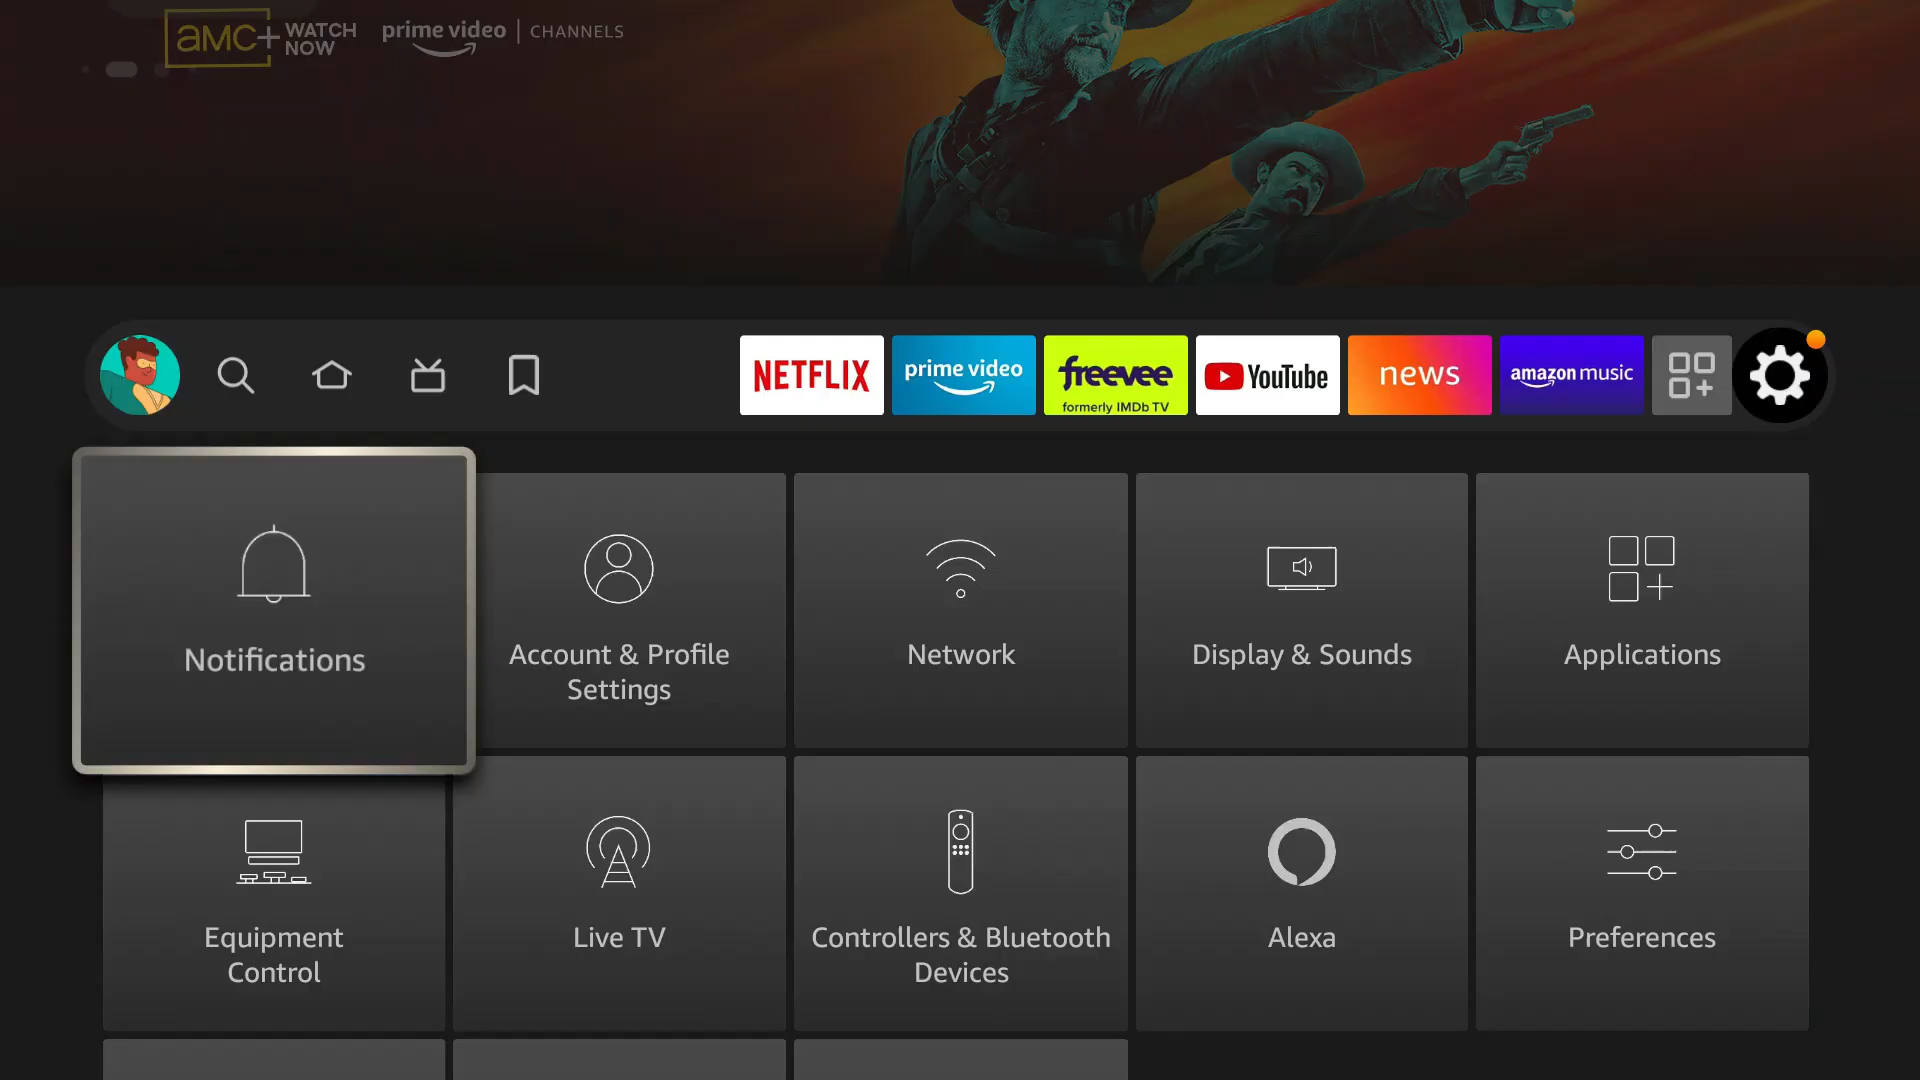 amc+ WATCH
NOW
prime video | CHANNELS
NETFLIX
prime video
freevee
formerly IMDb TV
YouTube
news
amazon music
Notifications
Account & Profile
Settings
Network
Display & Sounds
Applications
Equipment
Control
Live TV
Controllers & Bluetooth
Devices
Alexa
Preferences